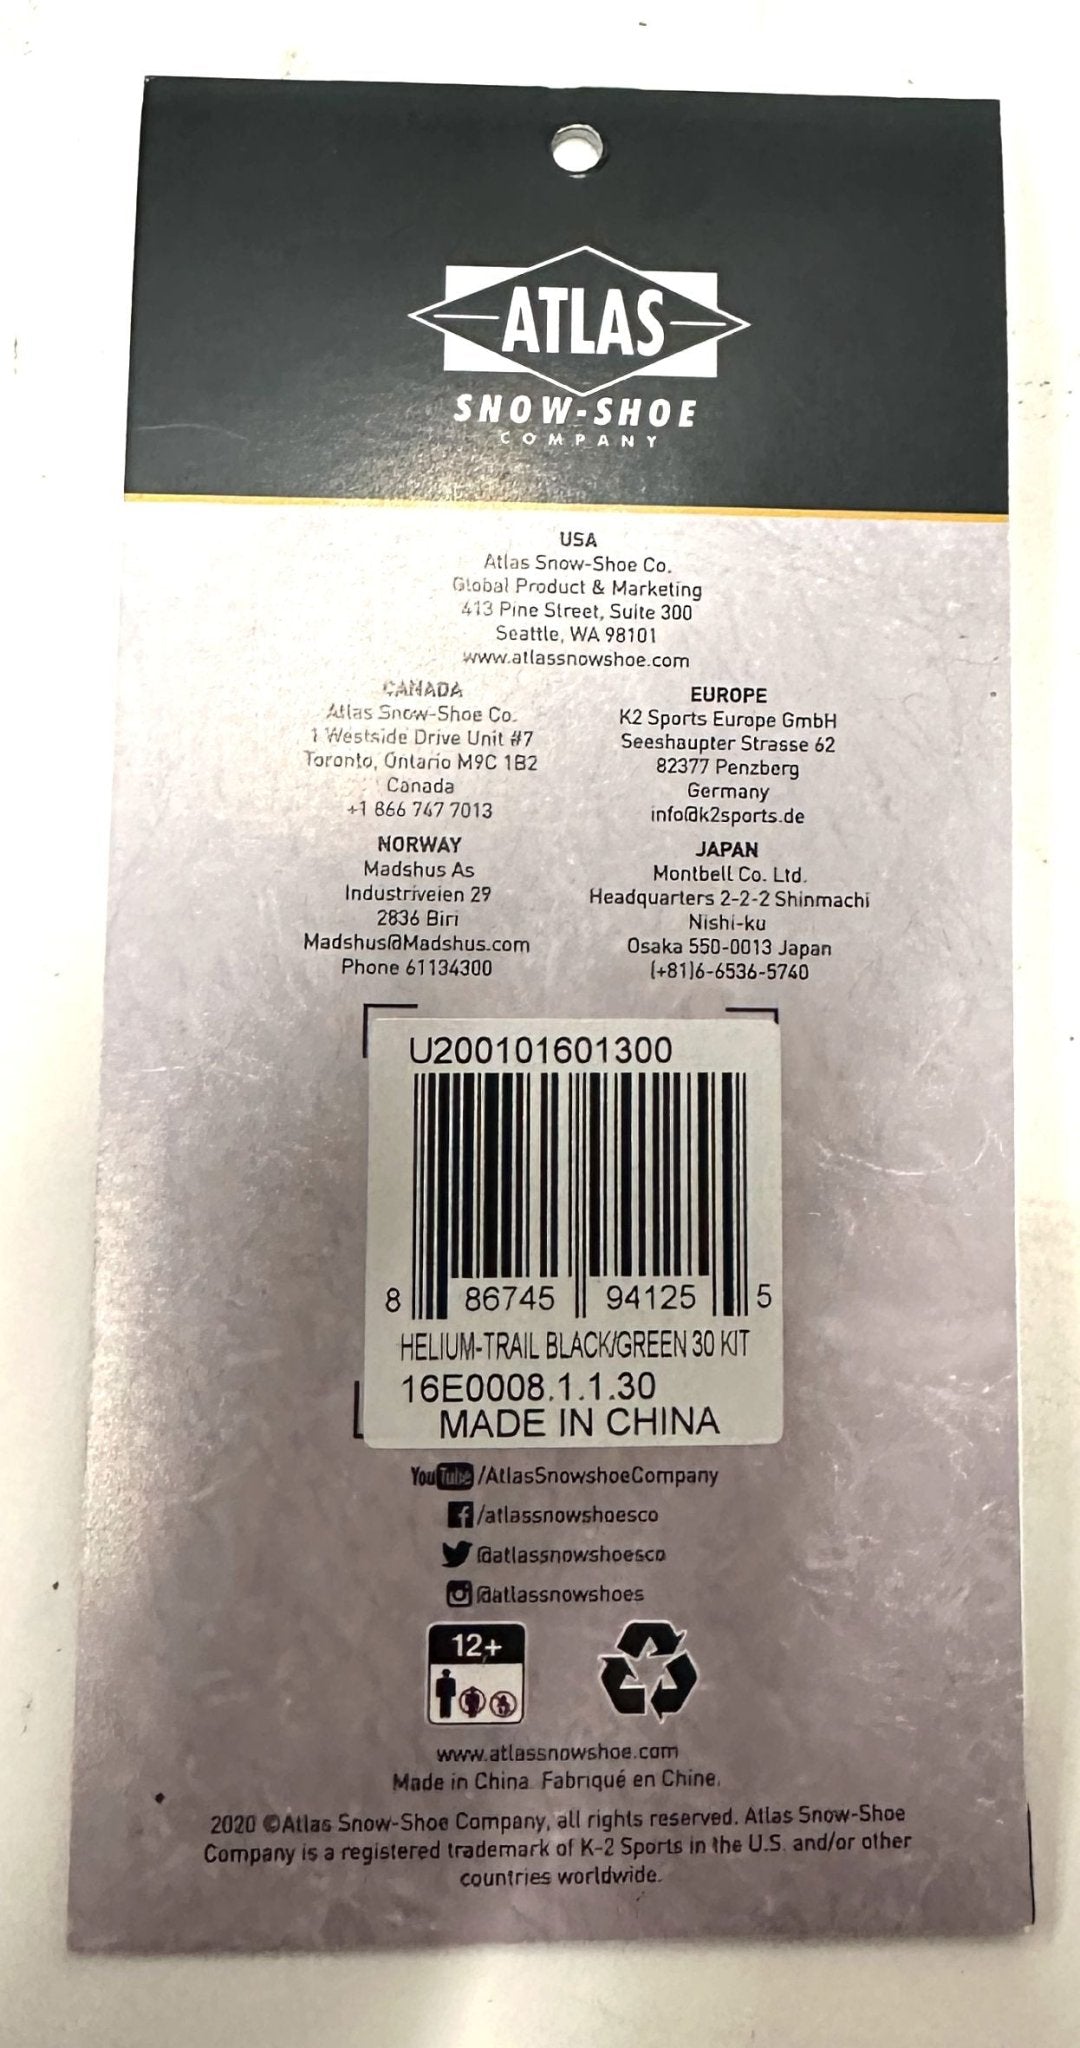 ATLAS
SNOW-SHOE
COMPANY
USA
Atlas Snow-Shoe Co.
Global Product & Marketing
413 Pine Street, Suite 300
Seattle, WA 98101
www.atlassnowshoe.com
CANADA
Atlas Snow-Shoe Co.
1 Westside Drive Unit #7
Toronto, Ontario M9C 1B2
Canada
+1 866 747 7013
EUROPE
K2 Sports Europe GmbH
Seeshaupter Strasse 62
82377 Penzberg
Germany
info@k2sports.de
NORWAY
Madshus As
Industriveien 29
2836 Biri
Madshus@Madshus.com
Phone 61134300
JAPAN
Montbell Co. Ltd.
Headquarters 2-2-2 Shinmachi
Nishi-ku
Osaka 550-0013 Japan
(+81)6-6536-5740
U200101601300
8 86745 94125 5
HELIUM-TRAIL BLACK/GREEN 30 KIT
16E0008.1.1.30
MADE IN CHINA
YouTube /AtlasSnowshoeCompany
f /atlassnowshoesco
@atlassnowshoesco
@atlassnowshoes
12+
www.atlassnowshoe.com
Made in China. Fabriqué en Chine.
2020 ©Atlas Snow-Shoe Company, all rights reserved. Atlas Snow-Shoe
Company is a registered trademark of K-2 Sports in the U.S. and/or other
countries worldwide.